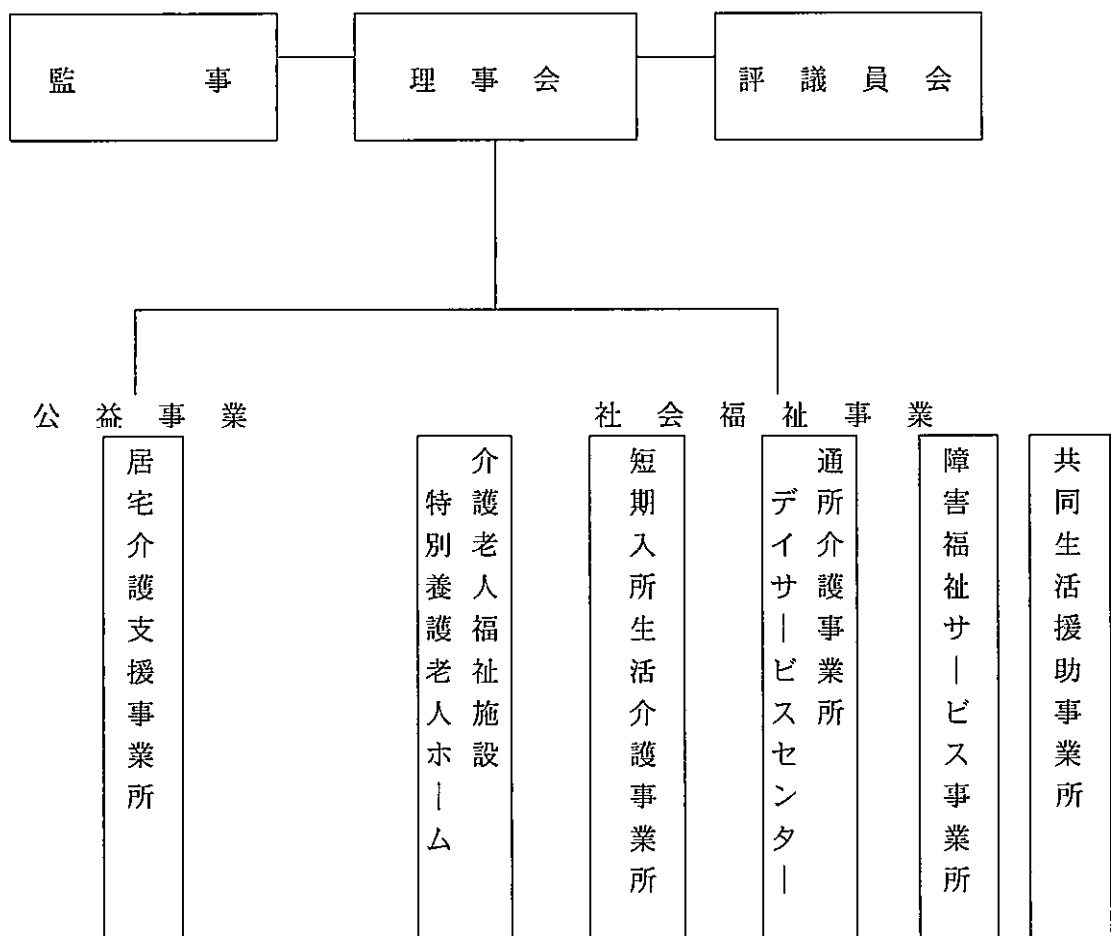 監事
理事会
評議員会
公益事業
社会福祉事業
居宅介護支援事業所
介護老人福祉施設
特別養護老人ホーム
短期入所生活介護事業所
通所介護事業所
デイサービスセンター
障害福祉サービス事業所
共同生活援助事業所